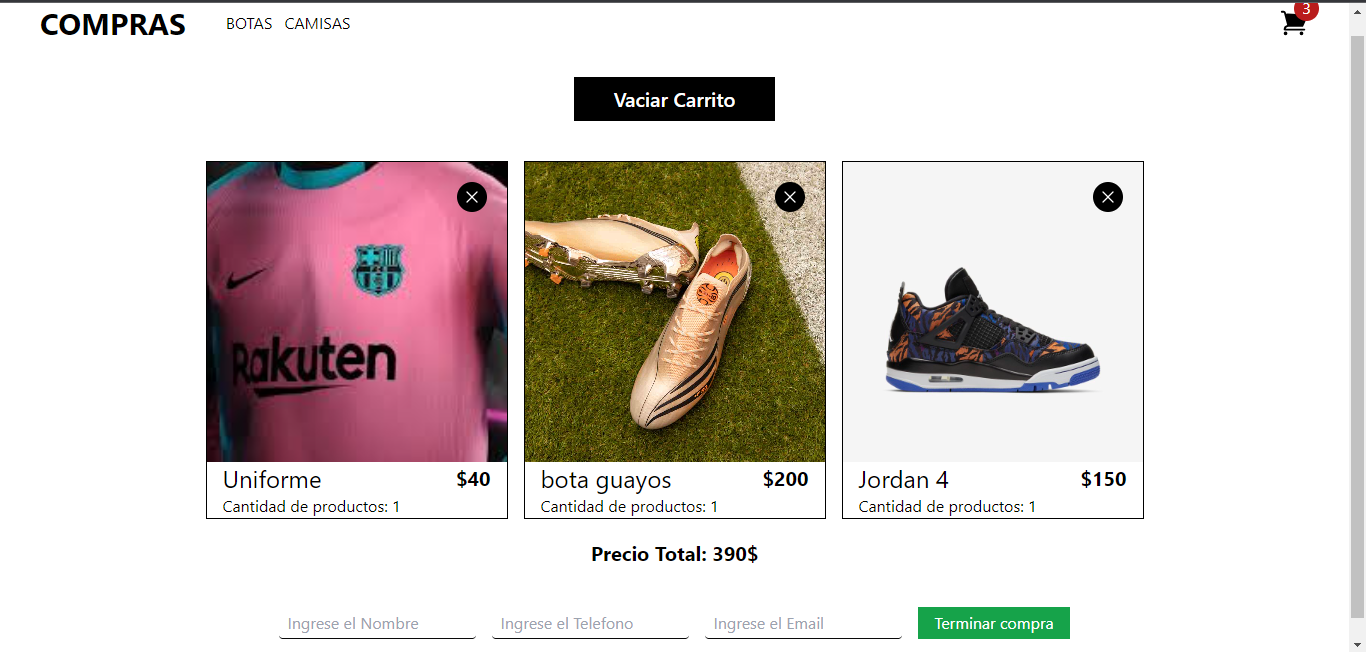 COMPRAS BOTAS CAMISAS 3
Vaciar Carrito
Rakuten
Uniforme $40
Cantidad de productos: 1
bota guayos $200
Cantidad de productos: 1
Jordan 4 $150
Cantidad de productos: 1
Precio Total: 390$
Ingrese el Nombre Ingrese el Telefono Ingrese el Email Terminar compra